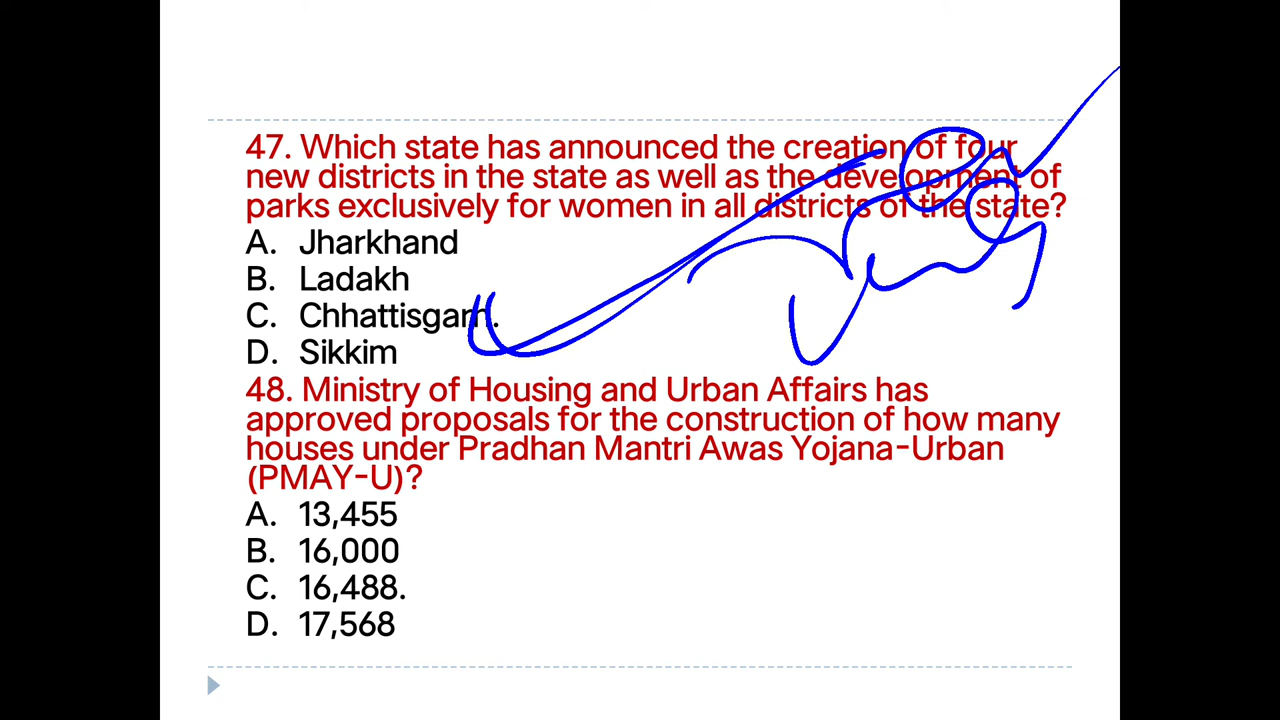 47. Which state has announced the creation of four
new districts in the state as well as the development of
parks exclusively for women in all districts of the state?
A. Jharkhand
B. Ladakh
C. Chhattisgarh.
D. Sikkim
48. Ministry of Housing and Urban Affairs has
approved proposals for the construction of how many
houses under Pradhan Mantri Awas Yojana-Urban
(PMAY-U)?
A. 13,455
B. 16,000
C. 16,488.
D. 17,568